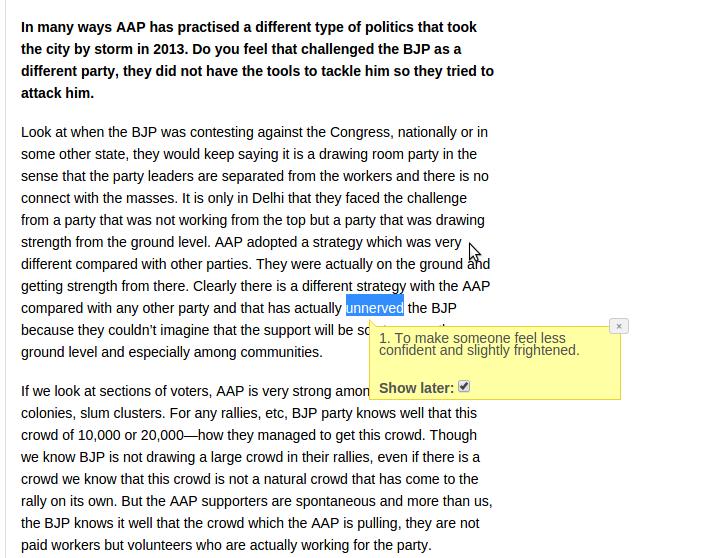 In many ways AAP has practised a different type of politics that took
the city by storm in 2013. Do you feel that challenged the BJP as a
different party, they did not have the tools to tackle him so they tried to
attack him.
Look at when the BJP was contesting against the Congress, nationally or in
some other state, they would keep saying it is a drawing room party in the
sense that the party leaders are separated from the workers and there is no
connect with the masses. It is only in Delhi that they faced the challenge
from a party that was not working from the top but a party that was drawing
strength from the ground level. AAP adopted a strategy which was very
different compared with other parties. They were actually on the ground and
getting strength from there. Clearly there is a different strategy with the AAP
compared with any other party and that has actually unnerved the BJP
because they couldn't imagine that the support will be
ground level and especially among communities.
×
1. To make someone feel less
confident and slightly frightened.
Show later:
If we look at sections of voters, AAP is very strong
colonies, slum clusters. For any rallies, etc, BJP party knows well that this
crowd of 10,000 or 20,000—how they managed to get this crowd. Though
we know BJP is not drawing a large crowd in their rallies, even if there is a
crowd we know that this crowd is not a natural crowd that has come to the
rally on its own. But the AAP supporters are spontaneous and more than us,
the BJP knows it well that the crowd which the AAP is pulling, they are not
paid workers but volunteers who are actually working for the party.